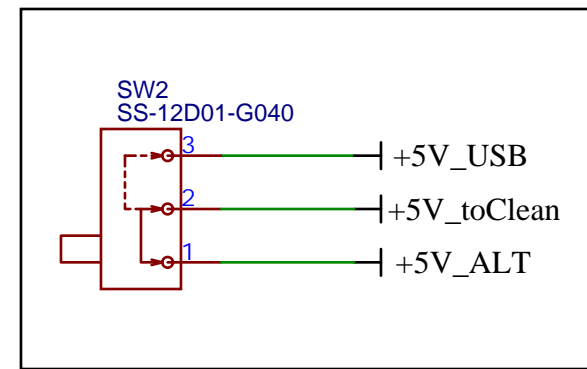 SW2
SS-12D01-G040
3 +5V_USB
2 +5V_toClean
1 +5V_ALT